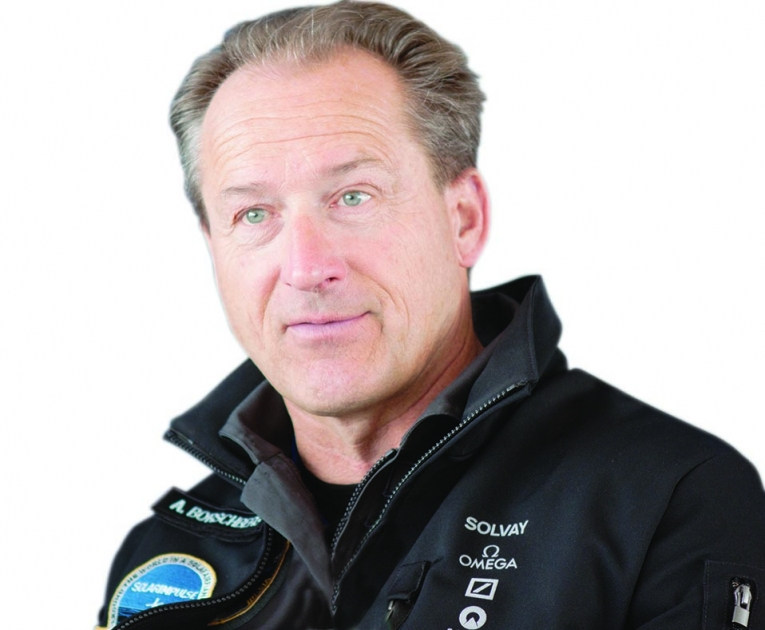 A. BORSCHBERG
SOLVAY
Ω
OMEGA
SOLARIMPULSE